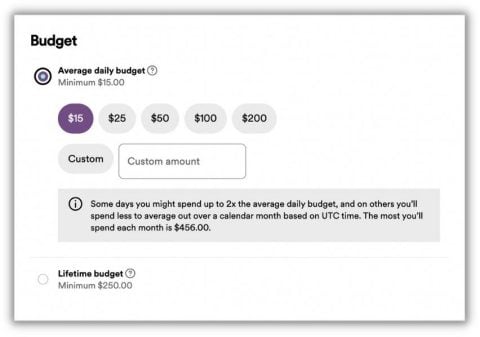 Budget
Average daily budget ?
Minimum $15.00
$15 $25 $50 $100 $200
Custom Custom amount
Some days you might spend up to 2x the average daily budget, and on others you'll
spend less to average out over a calendar month based on UTC time. The most you'll
spend each month is $456.00.
Lifetime budget ?
Minimum $250.00